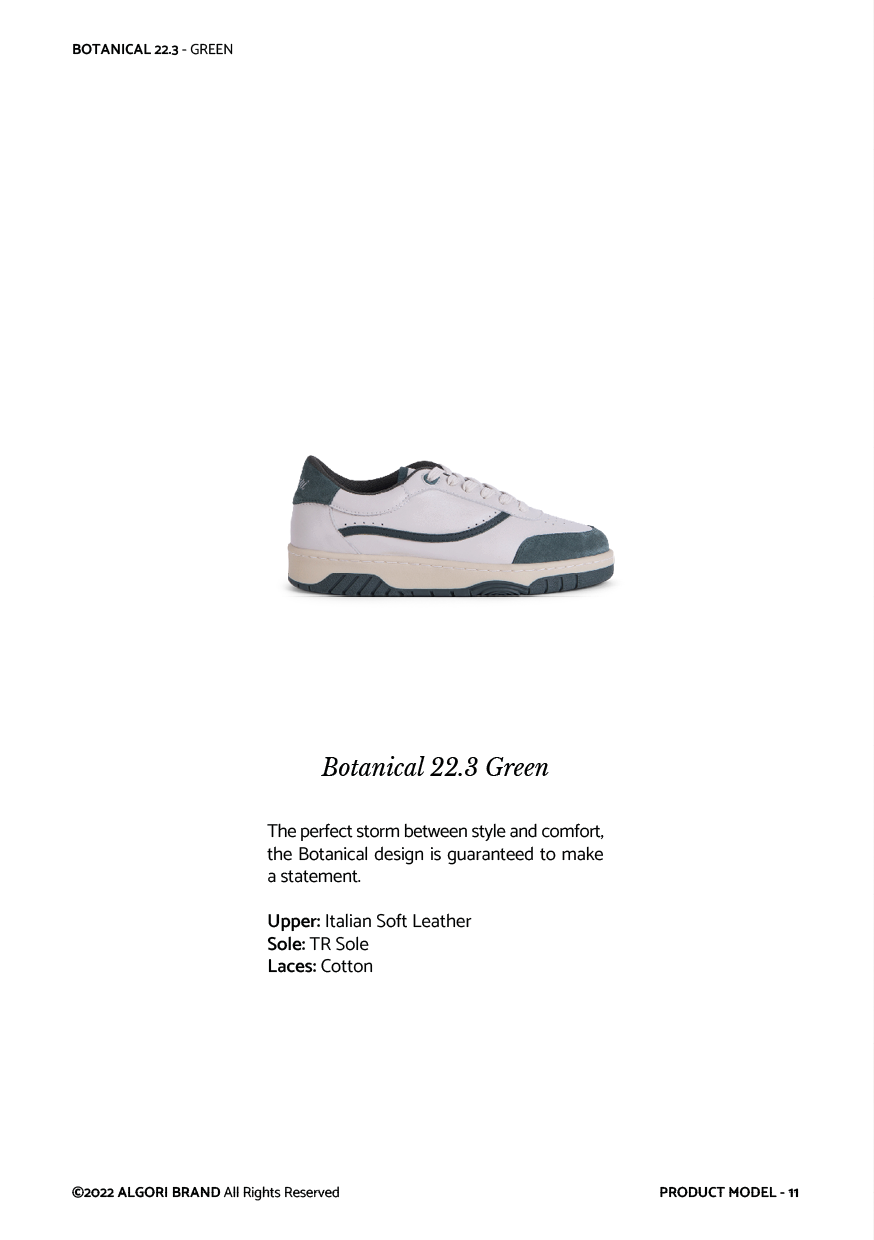 BOTANICAL 22.3 - GREEN
Botanical 22.3 Green
The perfect storm between style and comfort,
the Botanical design is guaranteed to make
a statement.
Upper: Italian Soft Leather
Sole: TR Sole
Laces: Cotton
©2022 ALGORI BRAND All Rights Reserved
PRODUCT MODEL - 11